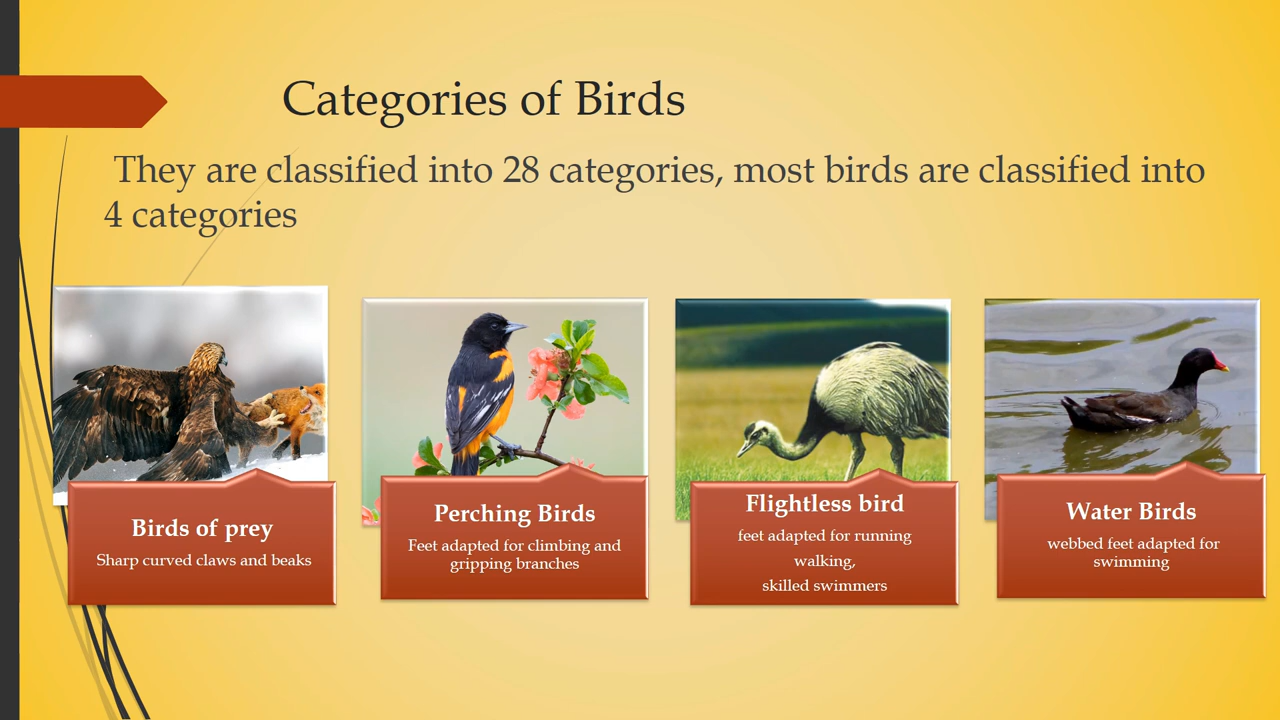 Categories of Birds
They are classified into 28 categories, most birds are classified into
4 categories
Birds of prey
Sharp curved claws and beaks
Perching Birds
Feet adapted for climbing and
gripping branches
Flightless bird
feet adapted for running
walking,
skilled swimmers
Water Birds
webbed feet adapted for
swimming